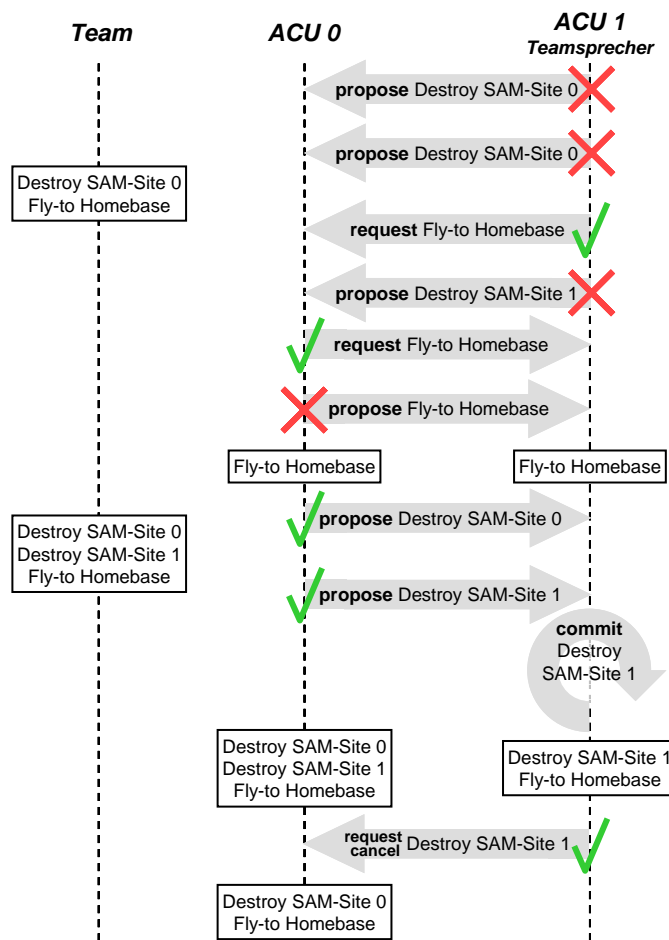 Team
ACU 0
ACU 1
Teamsprecher
propose Destroy SAM-Site 0
propose Destroy SAM-Site 0
Destroy SAM-Site 0
Fly-to Homebase
request Fly-to Homebase
propose Destroy SAM-Site 1
request Fly-to Homebase
propose Fly-to Homebase
Fly-to Homebase
Fly-to Homebase
propose Destroy SAM-Site 0
Destroy SAM-Site 0
Destroy SAM-Site 1
Fly-to Homebase
propose Destroy SAM-Site 1
commit
Destroy
SAM-Site 1
Destroy SAM-Site 0
Destroy SAM-Site 1
Fly-to Homebase
Destroy SAM-Site 1
Fly-to Homebase
request
cancel Destroy SAM-Site 1
Destroy SAM-Site 0
Fly-to Homebase